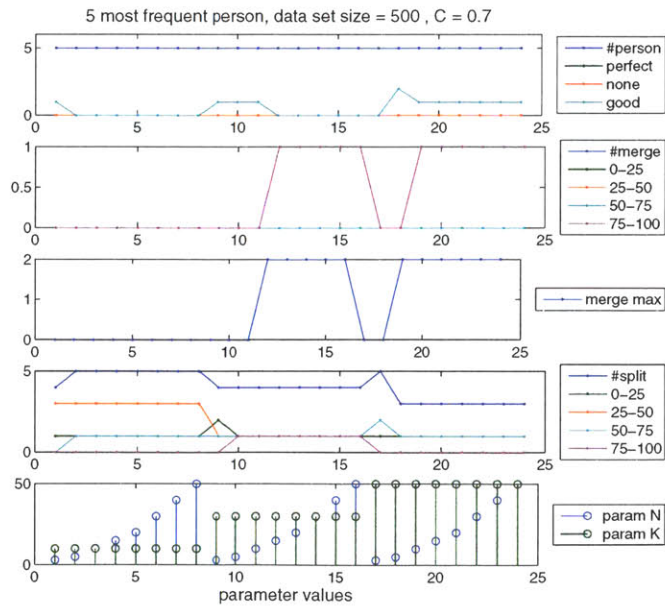 5 most frequent person, data set size = 500 , C = 0.7
5
0
0 5 10 15 20 25
#person
perfect
none
good
1
0.5
0
0 5 10 15 20 25
#merge
0-25
25-50
50-75
75-100
2
1
0
0 5 10 15 20 25
merge max
5
0
0 5 10 15 20 25
#split
0-25
25-50
50-75
75-100
50
0
0 5 10 15 20 25
param N
param K
parameter values